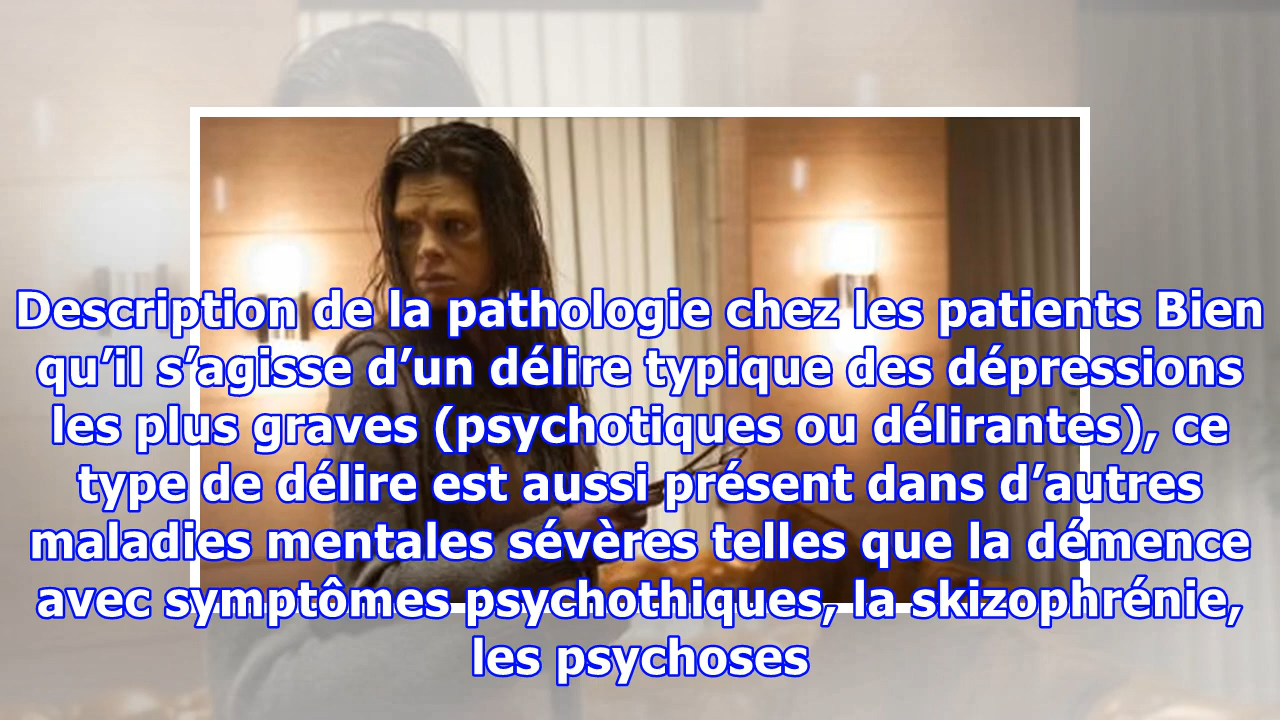 Description de la pathologie chez les patients Bien
qu’il s’agisse d’un délire typique des dépressions
les plus graves (psychotiques ou délirantes), ce
type de délire est aussi présent dans d’autres
maladies mentales sévères telles que la démence
avec symptômes psychothiques, la skizophrénie,
les psychoses